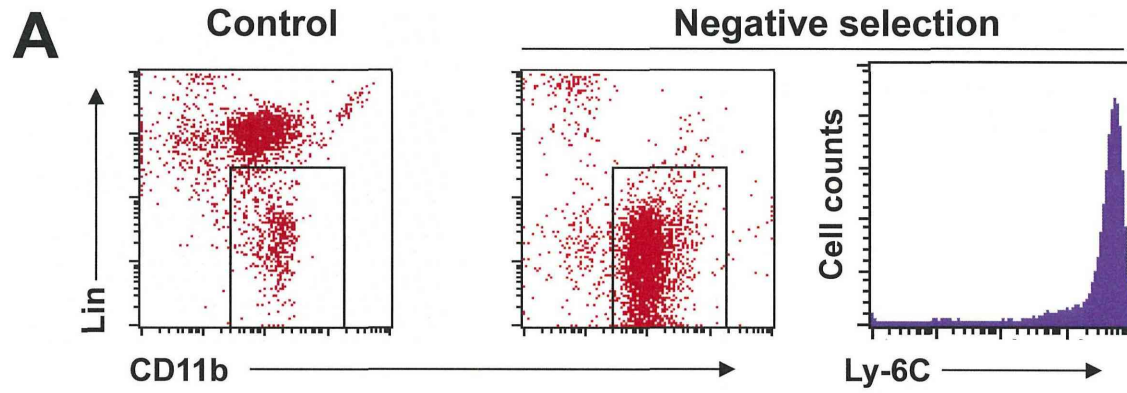 A
Control
Negative selection
Lin
Cell counts
CD11b
Ly-6C